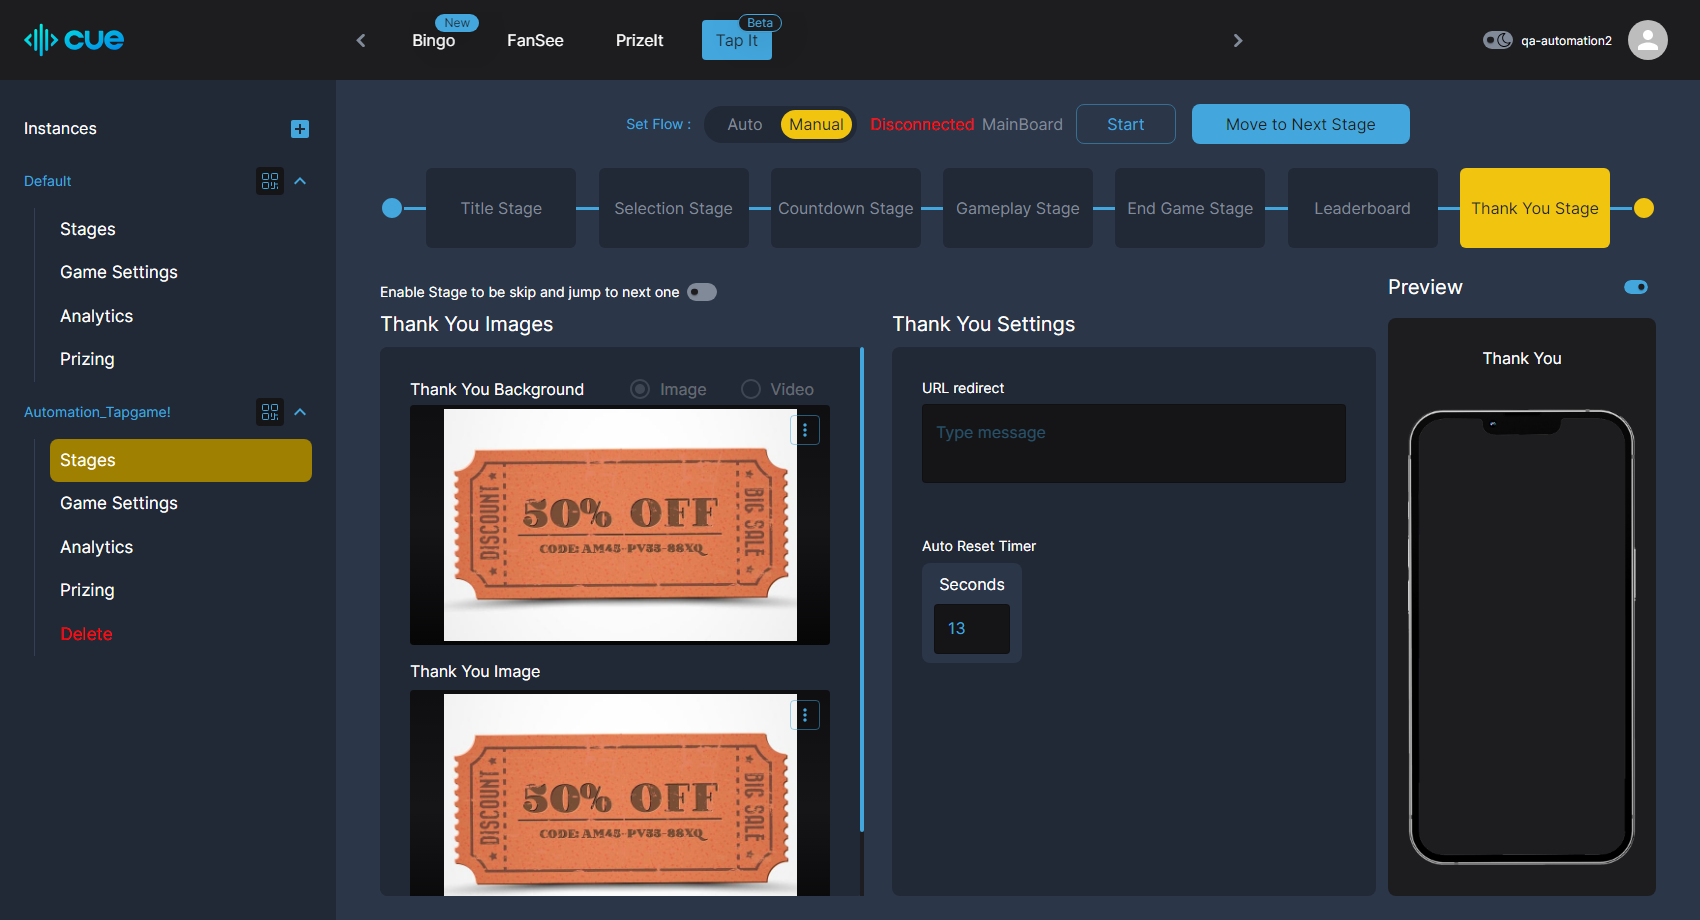 cue
New
Bingo
FanSee
PrizeIt
Beta
Tap It
qa-automation2
Instances
Default
Stages
Game Settings
Analytics
Prizing
Automation_Tapgame!
Stages
Game Settings
Analytics
Prizing
Delete
Set Flow :
Auto
Manual
Disconnected MainBoard
Start
Move to Next Stage
Title Stage
Selection Stage
Countdown Stage
Gameplay Stage
End Game Stage
Leaderboard
Thank You Stage
Enable Stage to be skip and jump to next one
Thank You Images
Thank You Background
Image
Video
DISCOUNT
50% OFF
CODE: AM45-PV33-88XQ
BIG SALE
Thank You Image
DISCOUNT
50% OFF
CODE: AM45-PV33-88XQ
BIG SALE
Thank You Settings
URL redirect
Type message
Auto Reset Timer
Seconds
13
Preview
Thank You